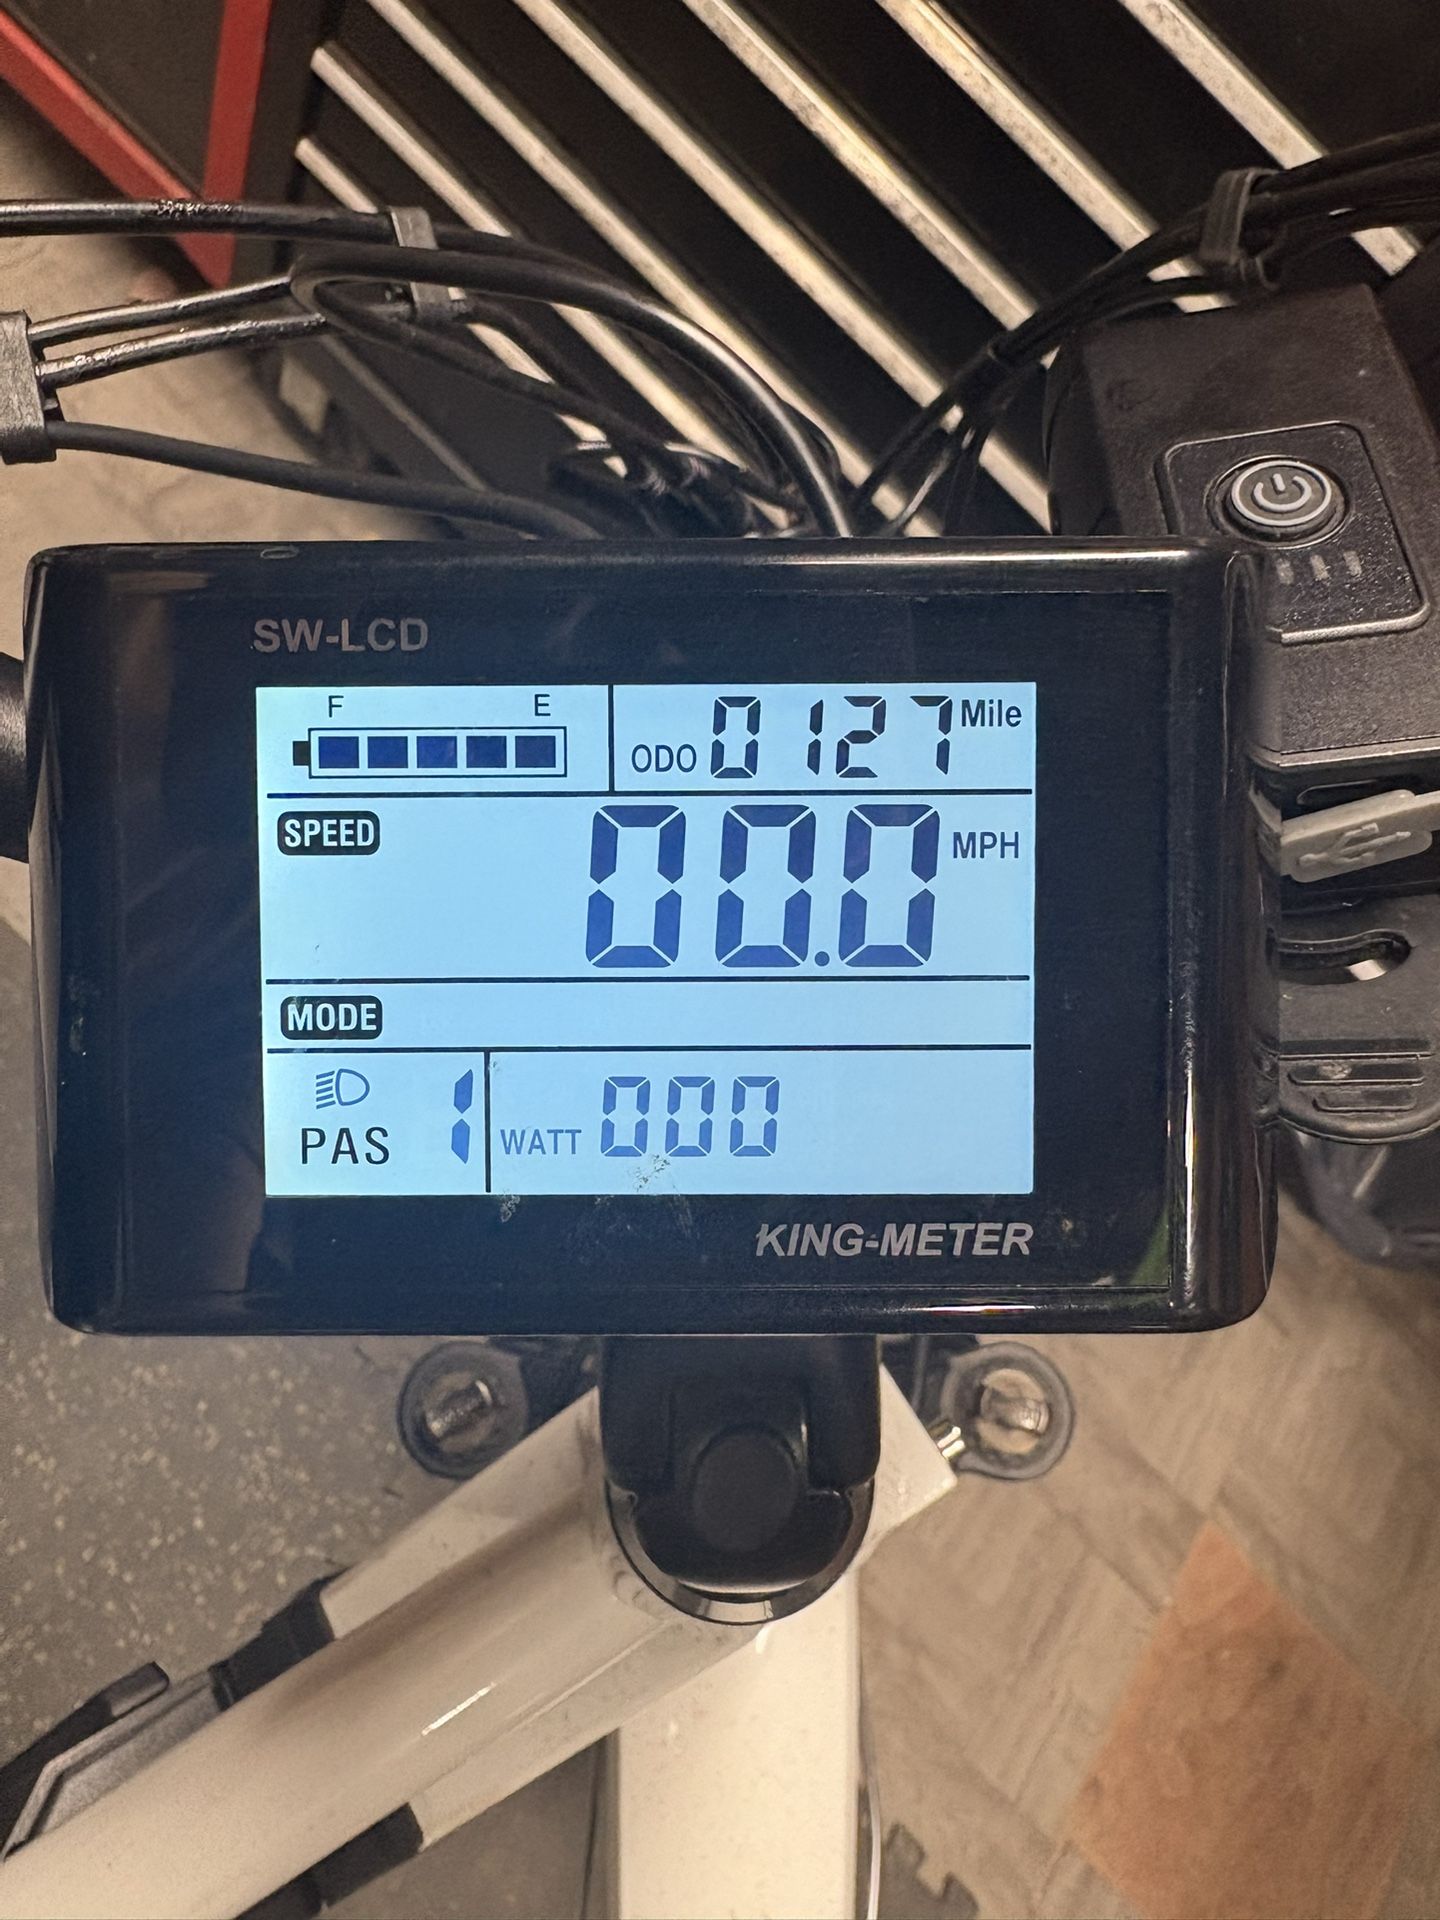 SW-LCD
F E
ODO 0127 Mile
SPEED 00.0 MPH
MODE
PAS 1 WATT 000
KING-METER